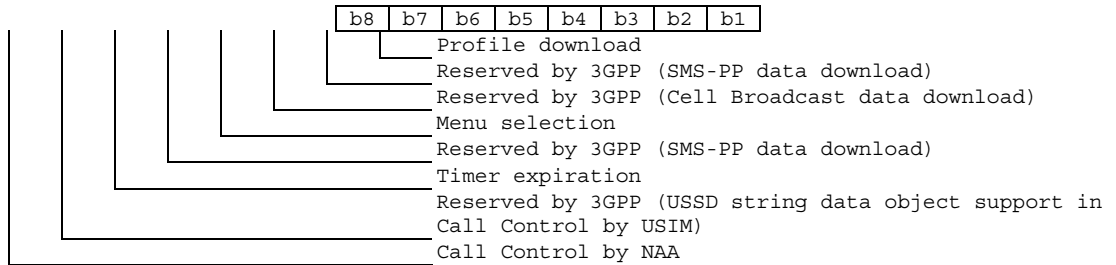 b8 b7 b6 b5 b4 b3 b2 b1
Profile download
Reserved by 3GPP (SMS-PP data download)
Reserved by 3GPP (Cell Broadcast data download)
Menu selection
Reserved by 3GPP (SMS-PP data download)
Timer expiration
Reserved by 3GPP (USSD string data object support in
Call Control by USIM)
Call Control by NAA